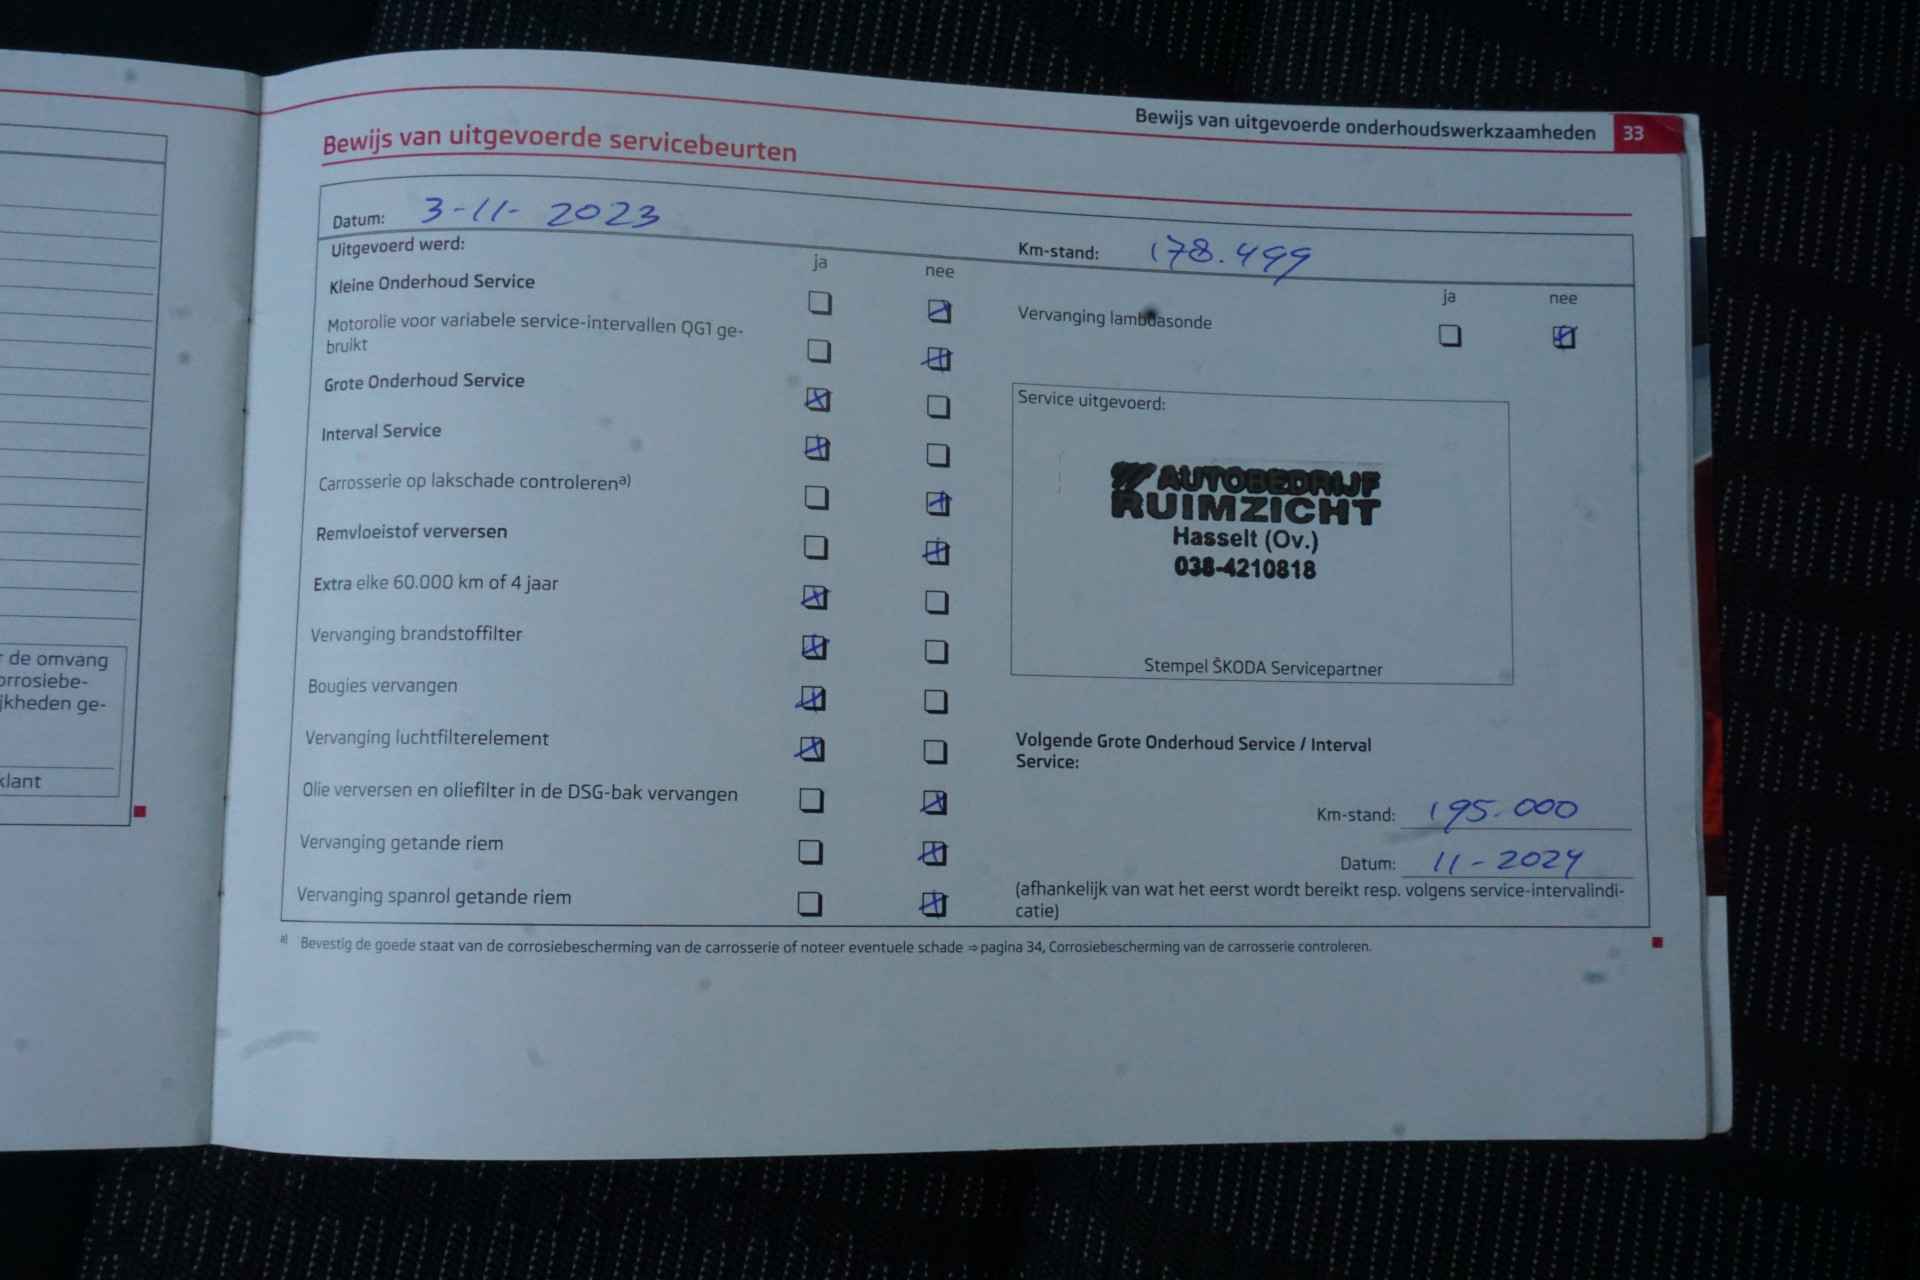 r de omvang
orrosiebe-
ijkheden ge-
klant
Bewijs van uitgevoerde onderhoudswerkzaamheden 33
Bewijs van uitgevoerde servicebeurten
Datum: 3-11-2023
Km-stand: 178.499
Uitgevoerd werd:
ja nee
Kleine Onderhoud Service
Motorolie voor variabele service-intervallen QG1 ge-
bruikt
Grote Onderhoud Service
Interval Service
Carrosserie op lakschade controleren a)
Remvloeistof verversen
Extra elke 60.000 km of 4 jaar
Vervanging brandstoffilter
Bougies vervangen
Vervanging luchtfilterelement
Olie verversen en oliefilter in de DSG-bak vervangen
Vervanging getande riem
Vervanging spanrol getande riem
ja nee
Vervanging lambdasonde
Service uitgevoerd:
AUTOBEDRIJF
RUIMZICHT
Hasselt (Ov.)
038-4210818
Stempel ŠKODA Servicepartner
Volgende Grote Onderhoud Service / Interval
Service:
Km-stand: 195.000
Datum: 11-2024
(afhankelijk van wat het eerst wordt bereikt resp. volgens service-intervalindi-
catie)
a) Bevestig de goede staat van de corrosiebescherming van de carrosserie of noteer eventuele schade ⇒ pagina 34, Corrosiebescherming van de carrosserie controleren.